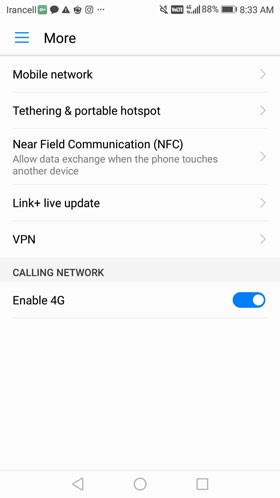 Irancell 88% 8:33 AM
More
Mobile network
Tethering & portable hotspot
Near Field Communication (NFC)
Allow data exchange when the phone touches
another device
Link+ live update
VPN
CALLING NETWORK
Enable 4G